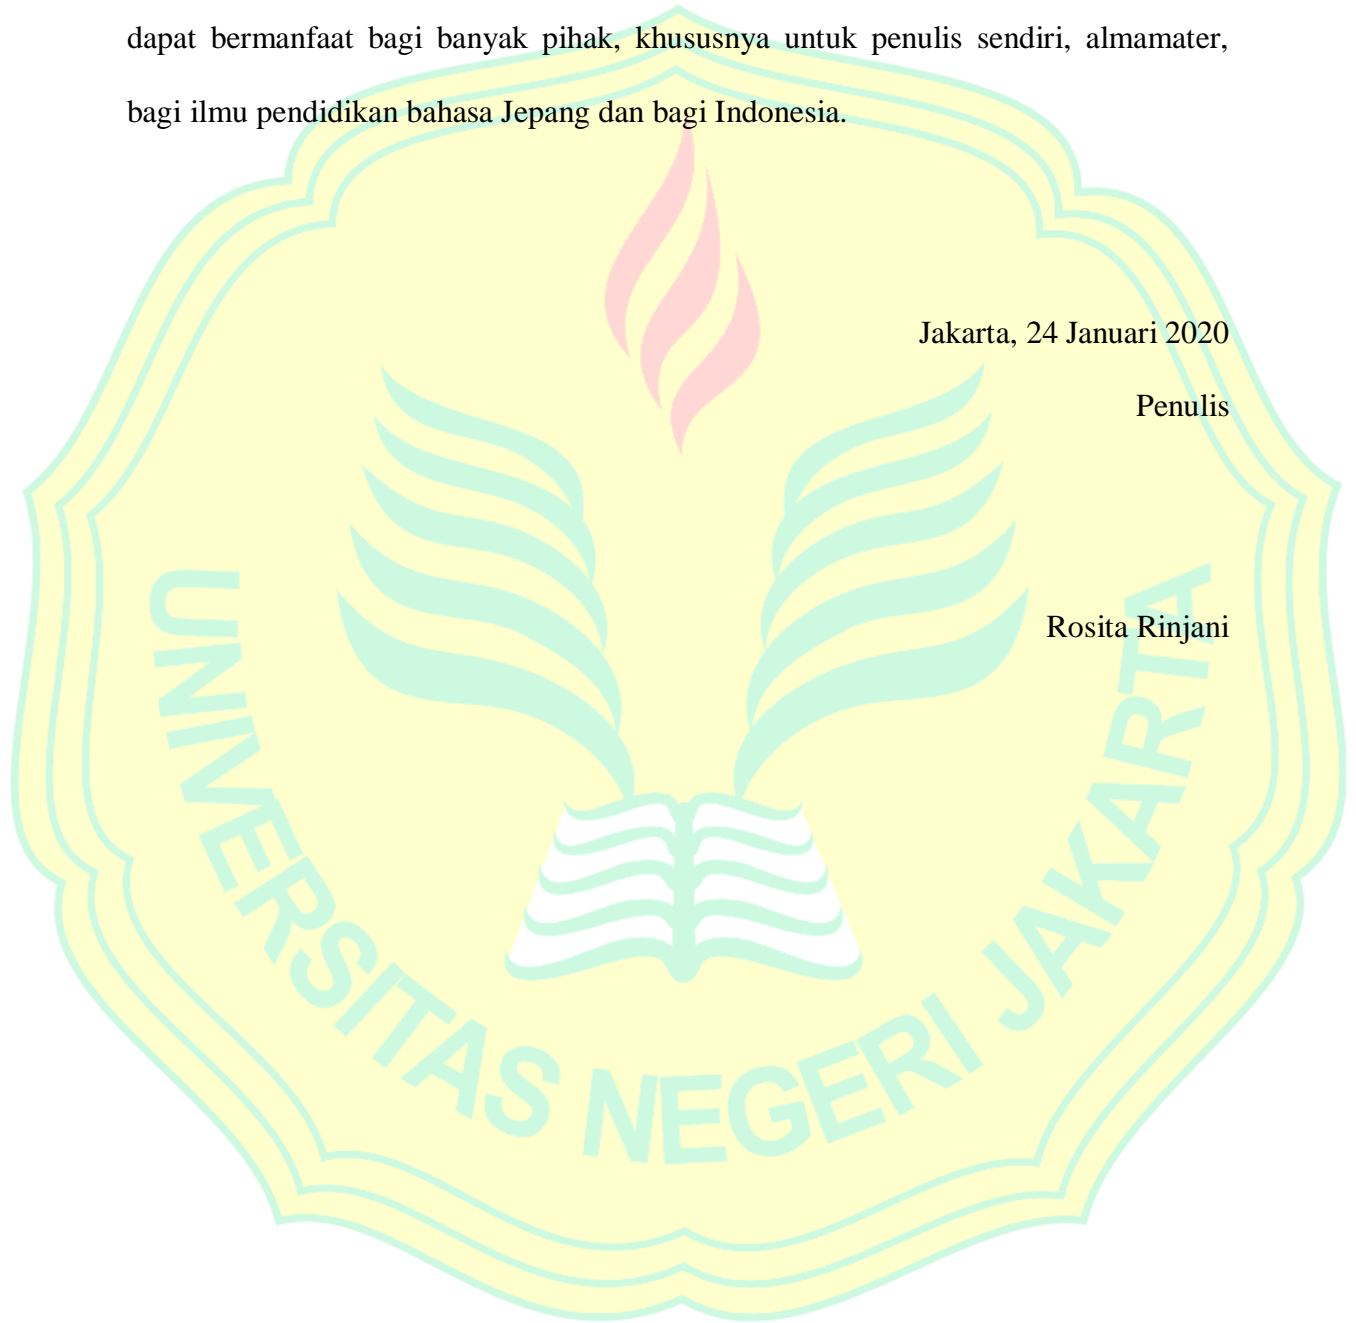 dapat bermanfaat bagi banyak pihak, khususnya untuk penulis sendiri, almamater,
bagi ilmu pendidikan bahasa Jepang dan bagi Indonesia.
Jakarta, 24 Januari 2020
Penulis
Rosita Rinjani
UNIVERSITAS NEGERI JAKARTA